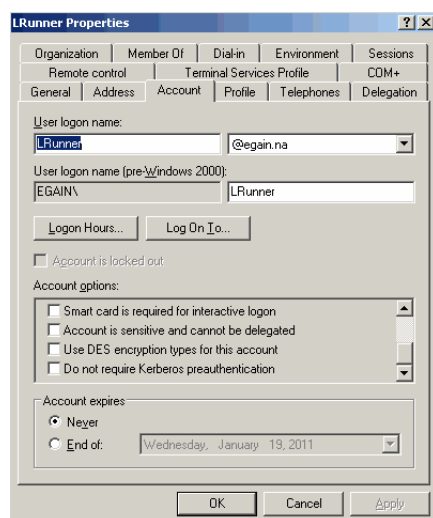 LRunner Properties
Organization Member Of Dial-in Environment Sessions
Remote control Terminal Services Profile COM+
General Address Account Profile Telephones Delegation
User logon name:
LRunner @egain.na
User logon name (pre-Windows 2000):
EGAIN\ LRunner
Logon Hours... Log On To...
Account is locked out
Account options:
Smart card is required for interactive logon
Account is sensitive and cannot be delegated
Use DES encryption types for this account
Do not require Kerberos preauthentication
Account expires
Never
End of: Wednesday, January 19, 2011
OK Cancel Apply